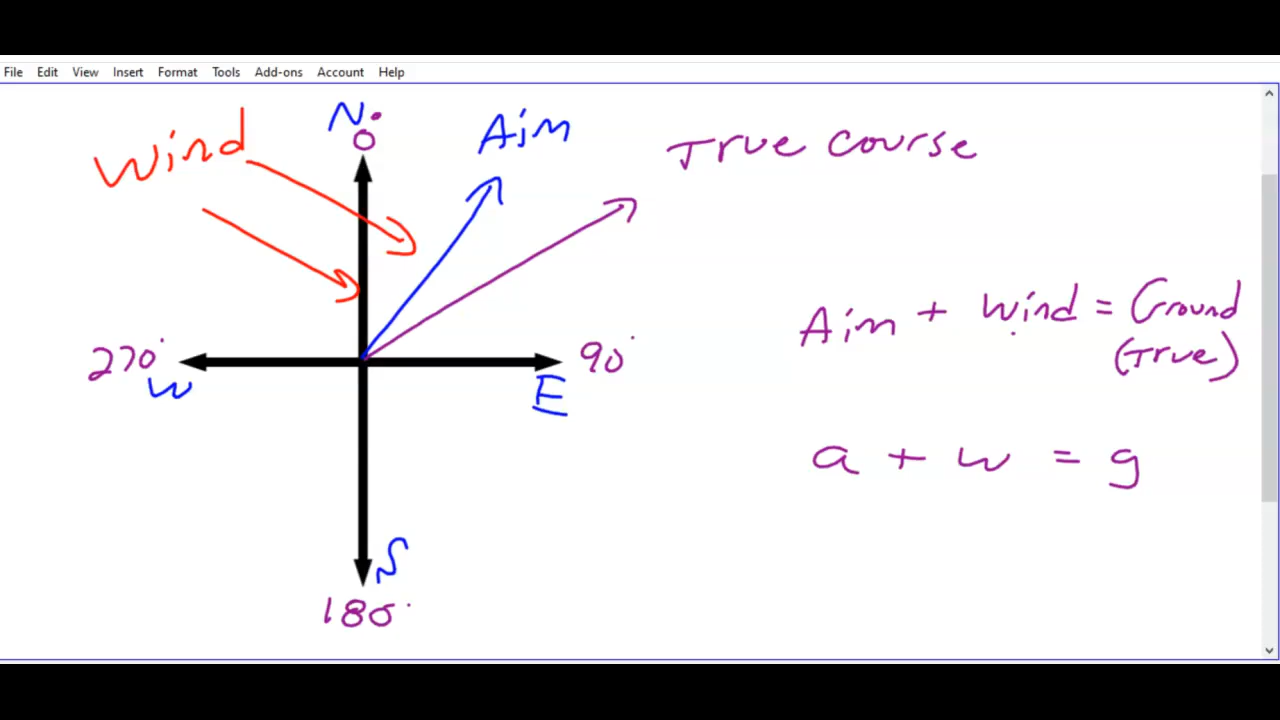 File Edit View Insert Format Tools Add-ons Account Help
N.
0
Wind
Aim
True course
Aim + Wind = Ground
(True)
270°
W
90°
E
a + w = g
S
180°